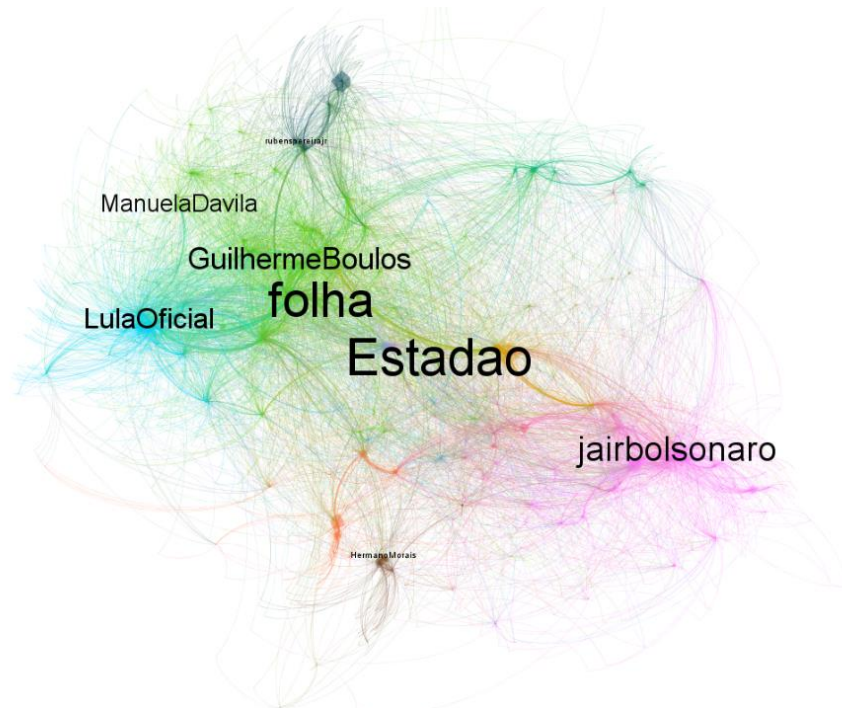 rubenspereirajr
ManuelaDavila
GuilhermeBoulos
folha
LulaOficial
Estadao
jairbolsonaro
HermanoMorais